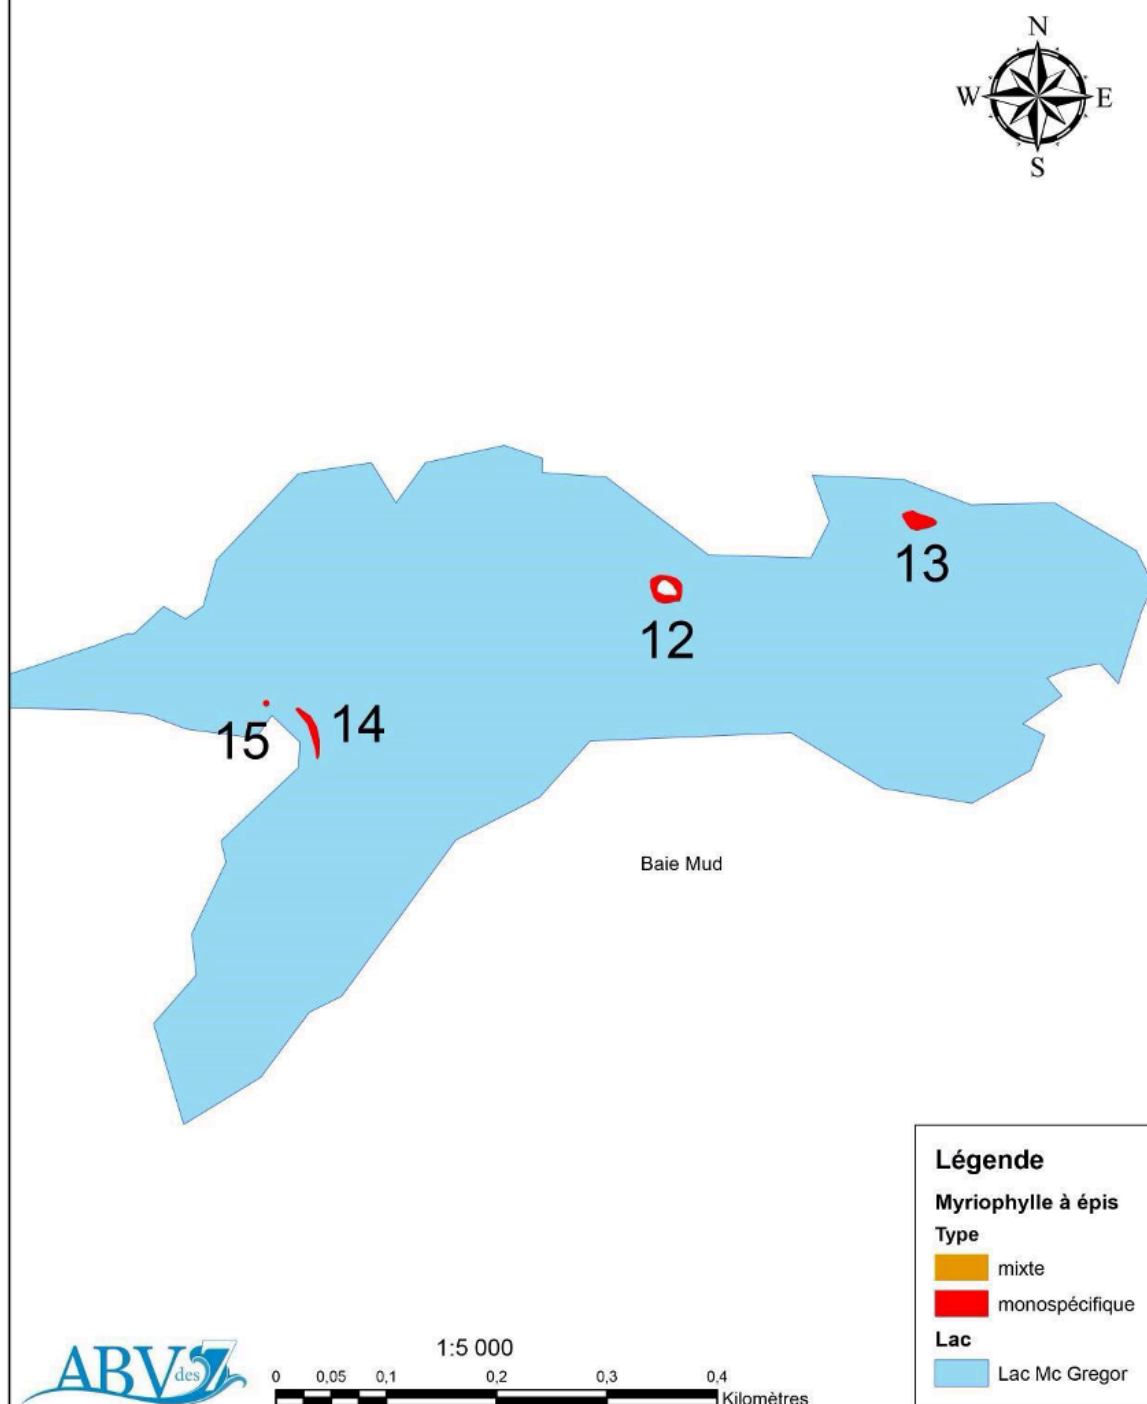 N
W E
S
13
12
14
15
Baie Mud
Légende
Myriophylle à épis
Type
mixte
monospécifique
Lac
Lac Mc Gregor
ABV des 7
1:5 000
0 0,05 0,1 0,2 0,3 0,4
Kilomètres